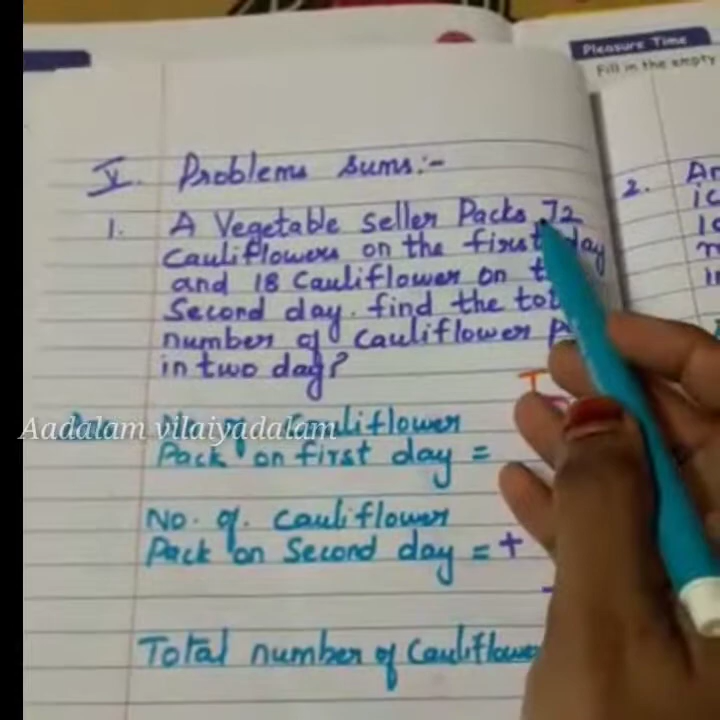 Pleasure Time
Fill in the empty
V. Problems sums:-
1. A Vegetable seller Packs 72
Cauliflowers on the first day
and 18 Cauliflower on
Second day. find the
number of Cauliflower
in two day?
Aadalam vilaiyadalam
No. of. Cauliflower
Pack on first day =
No. of. Cauliflower
Pack on Second day = +
Total number of Cauliflower
2.